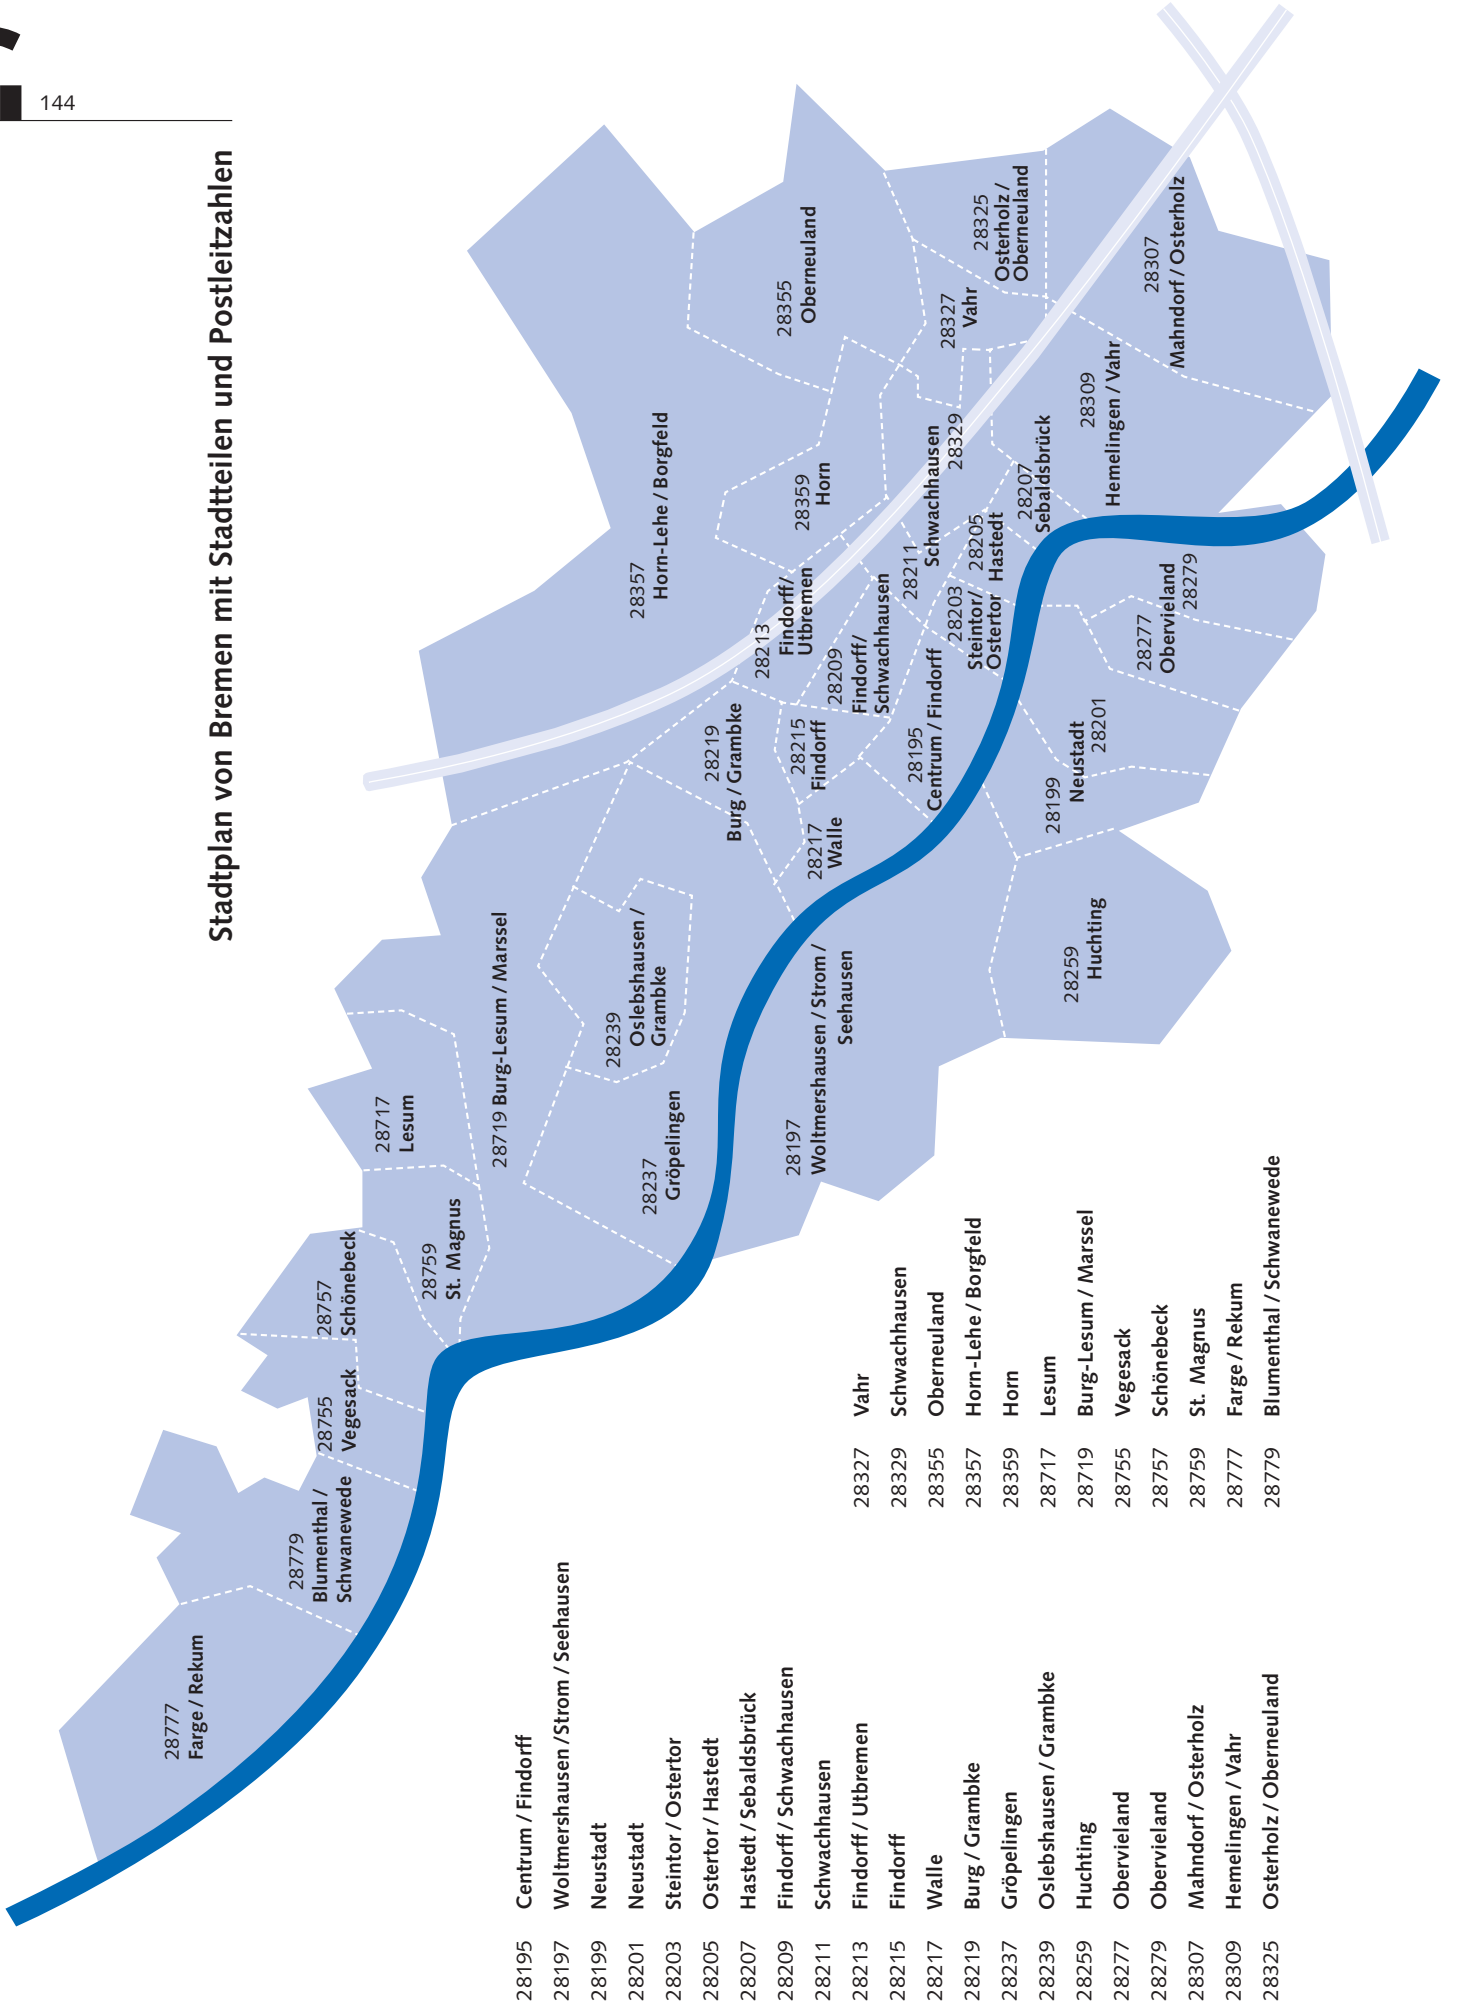 144
Stadtplan von Bremen mit Stadtteilen und Postleitzahlen
28777
Farge / Rekum
28779
Blumenthal /
Schwanewede
28755
Vegesack
28757
Schönebeck
28759
St. Magnus
28717
Lesum
28719 Burg-Lesum / Marssel
28237
Gröpelingen
28239
Oslebshausen /
Grambke
28197
Woltmershausen / Strom /
Seehausen
28219
Burg / Grambke
28217
Walle
28215
Findorff
28213
Findorff/
Utbremen
28209
Findorff/
Schwachhausen
28195
Centrum / Findorff
28211
Schwachhausen
28329
28203
Steintor/
Ostertor
28205
Hastedt
28207
Sebaldsbrück
28357
Horn-Lehe / Borgfeld
28359
Horn
28355
Oberneuland
28327
Vahr
28325
Osterholz /
Oberneuland
28309
Hemelingen / Vahr
28307
Mahndorf / Osterholz
28199
Neustadt
28201
28277
Obervieland
28279
28259
Huchting
28195 Centrum / Findorff
28197 Woltmershausen /Strom / Seehausen
28199 Neustadt
28201 Neustadt
28203 Steintor / Ostertor
28205 Ostertor / Hastedt
28207 Hastedt / Sebaldsbrück
28209 Findorff / Schwachhausen
28211 Schwachhausen
28213 Findorff / Utbremen
28215 Findorff
28217 Walle
28219 Burg / Grambke
28237 Gröpelingen
28239 Oslebshausen / Grambke
28259 Huchting
28277 Obervieland
28279 Obervieland
28307 Mahndorf / Osterholz
28309 Hemelingen / Vahr
28325 Osterholz / Oberneuland
28327 Vahr
28329 Schwachhausen
28355 Oberneuland
28357 Horn-Lehe / Borgfeld
28359 Horn
28717 Lesum
28719 Burg-Lesum / Marssel
28755 Vegesack
28757 Schönebeck
28759 St. Magnus
28777 Farge / Rekum
28779 Blumenthal / Schwanewede